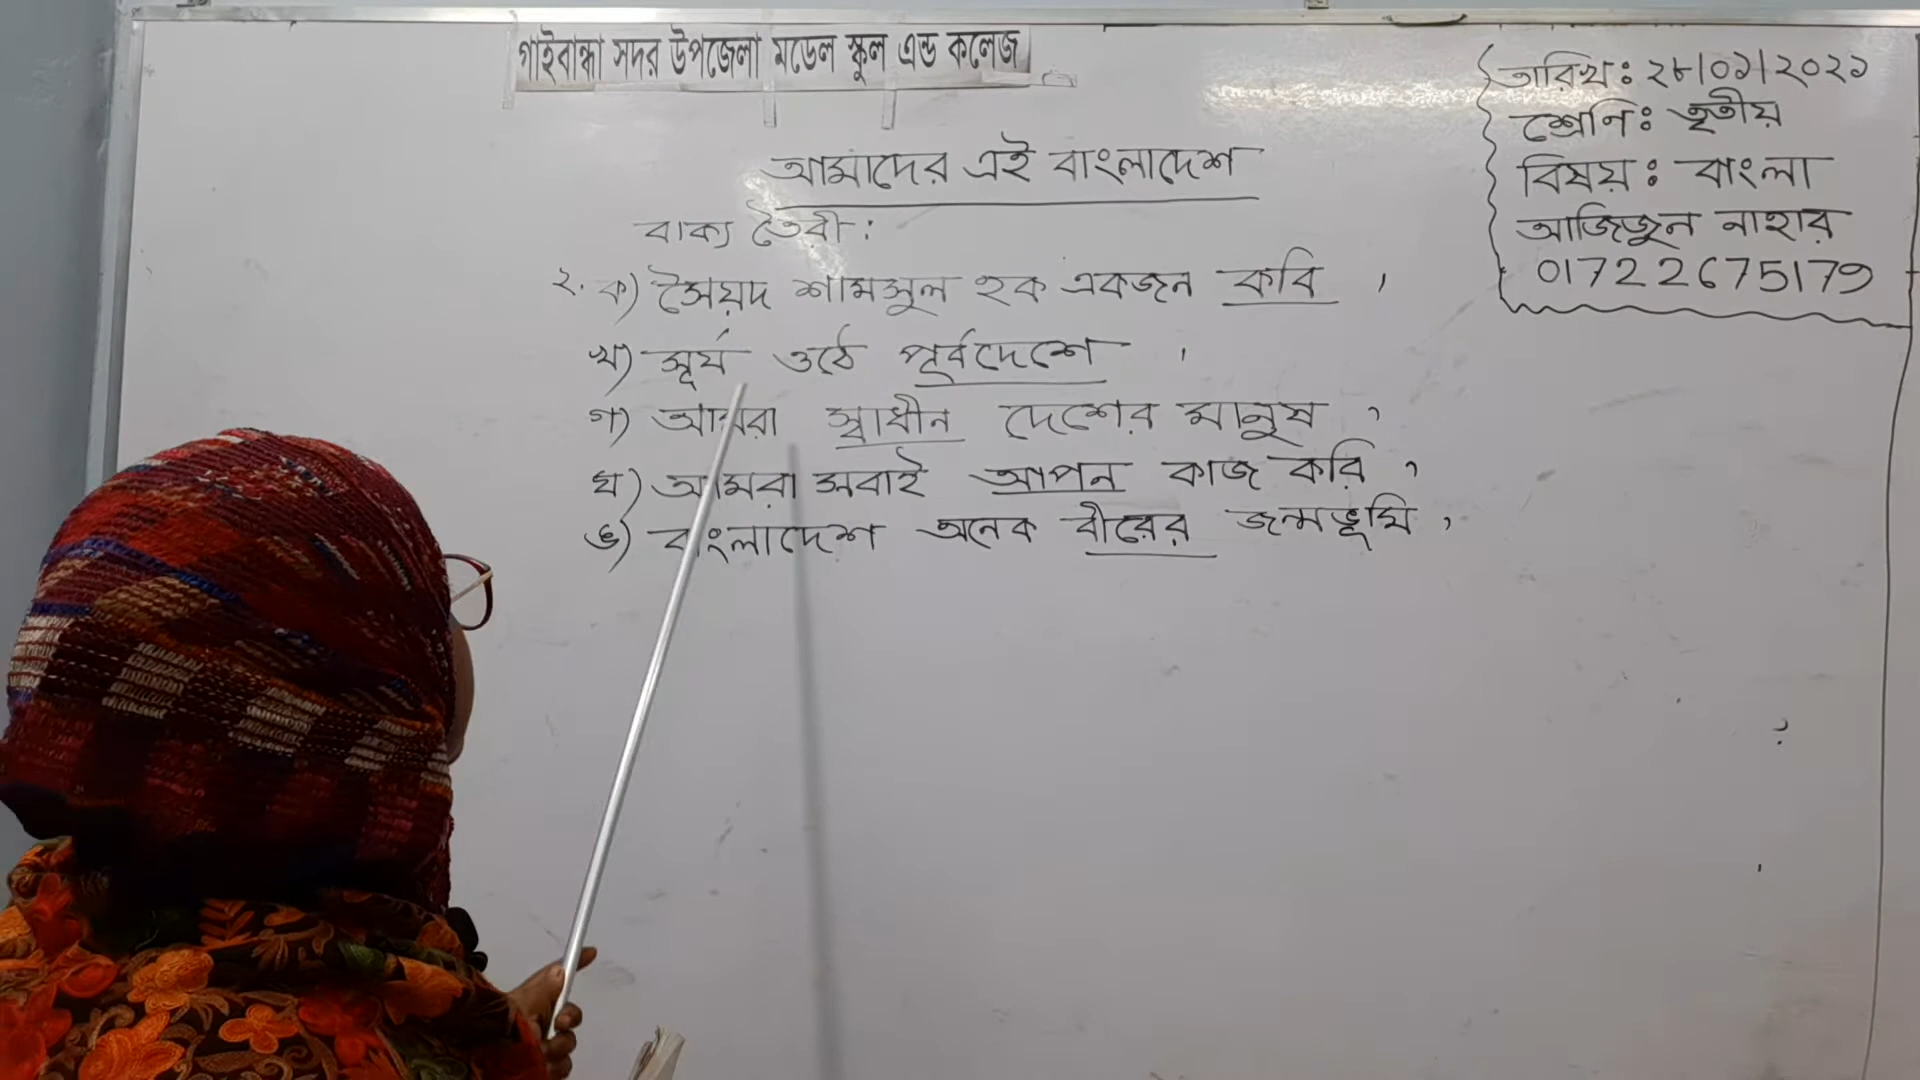 গাইবান্ধা সদর উপজেলা মডেল স্কুল এন্ড কলেজ
তারিখঃ ২৮/০১/২০২১
শ্রেণিঃ তৃতীয়
বিষয়ঃ বাংলা
আজিজুন নাহার
01722675179
আমাদের এই বাংলাদেশ
বাক্য তৈরী:
২. ক) সৈয়দ শামসুল হক একজন কবি ।
খ) সূর্য ওঠে পূর্বদেশে ।
গ) আমরা স্বাধীন দেশের মানুষ ।
ঘ) আমরা সবাই আপন কাজ করি ।
ঙ) বাংলাদেশ অনেক বীরের জন্মভূমি ।